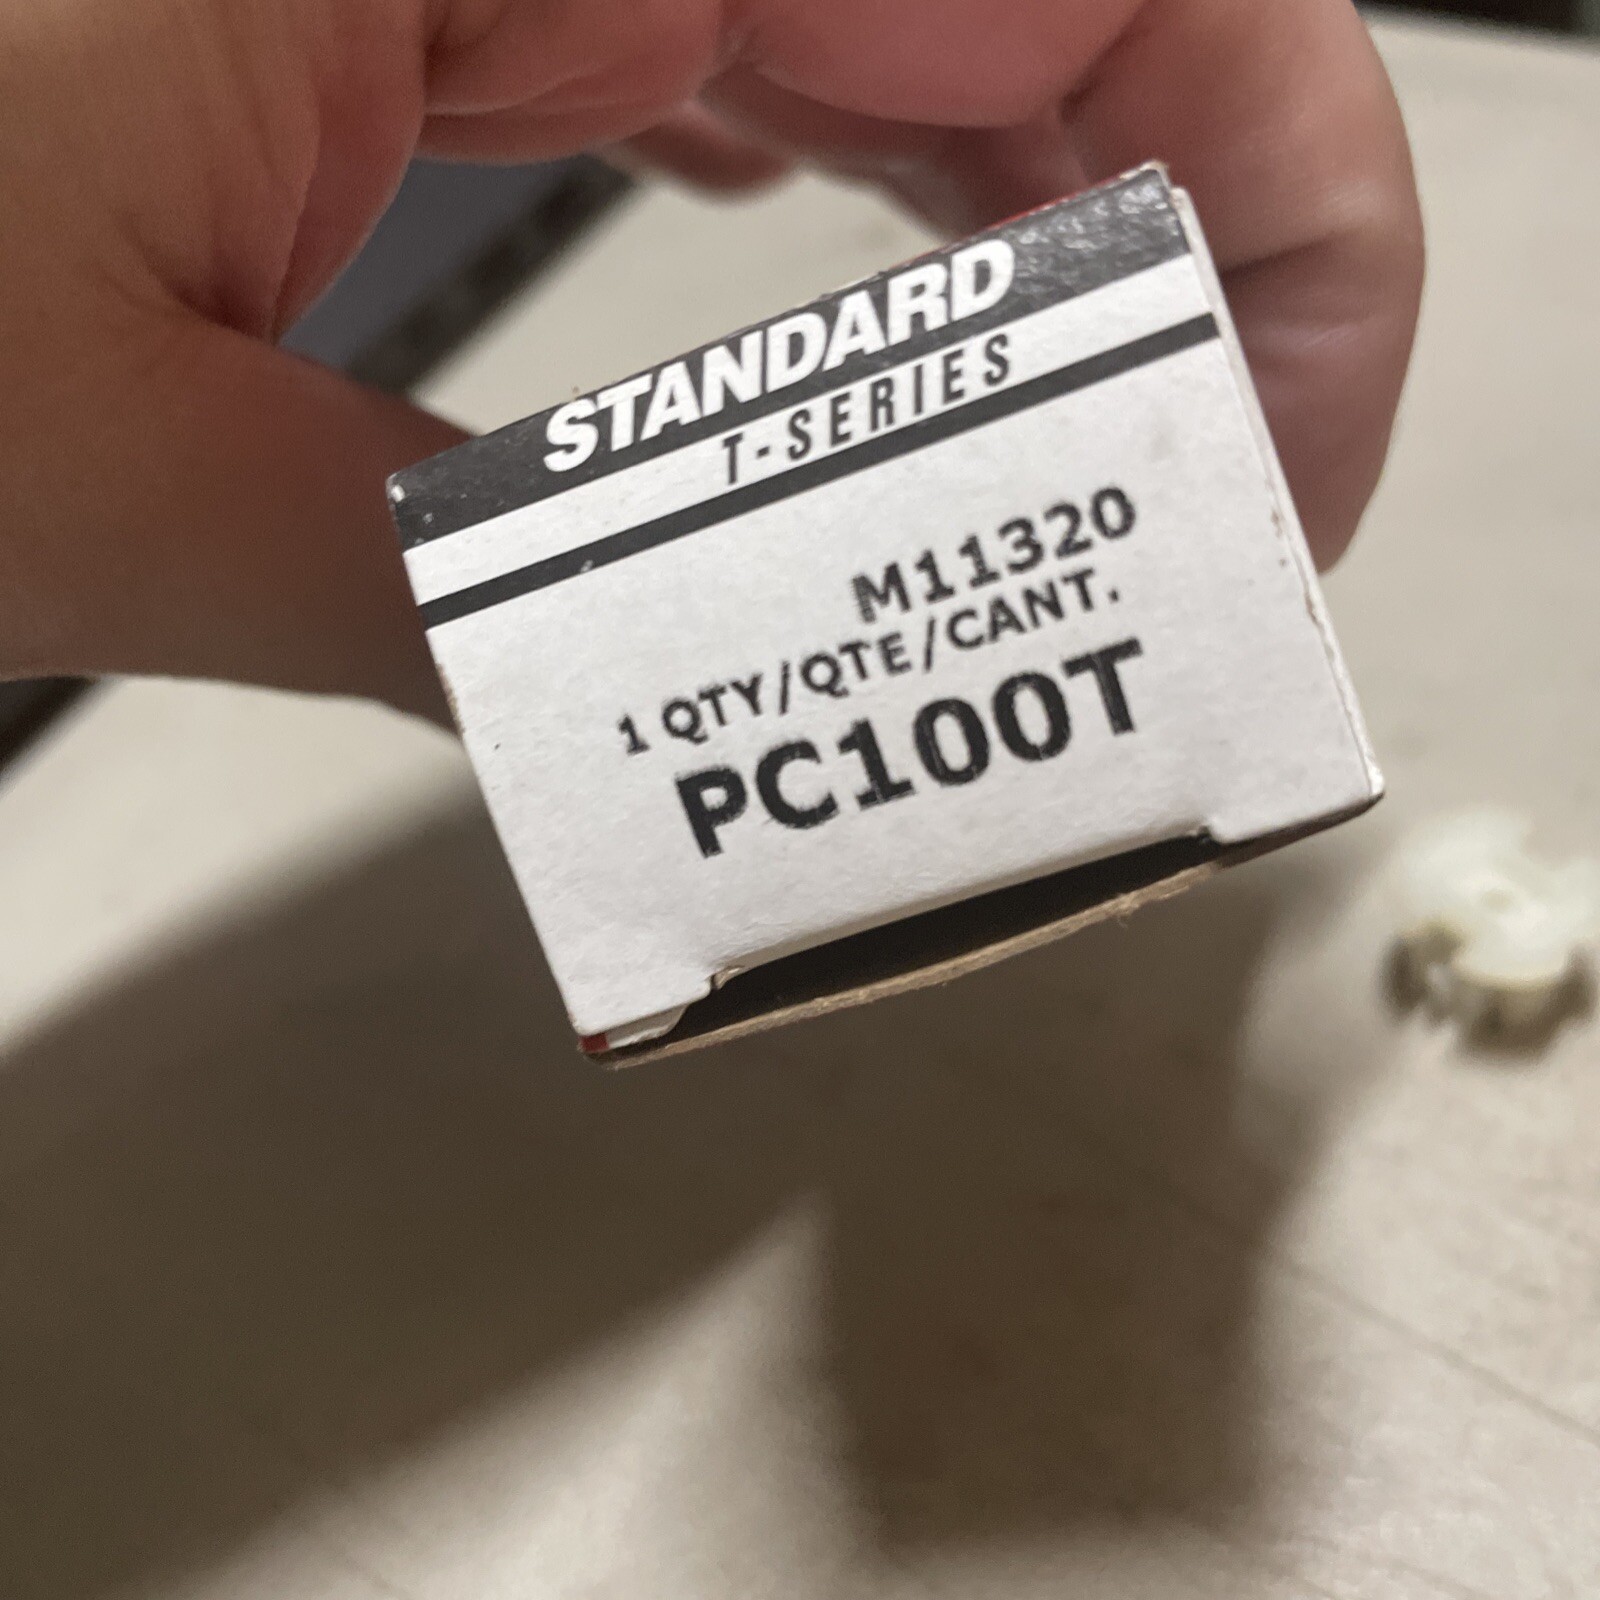 STANDARD
T-SERIES
M11320
1 QTY/QTE/CANT.
PC100T